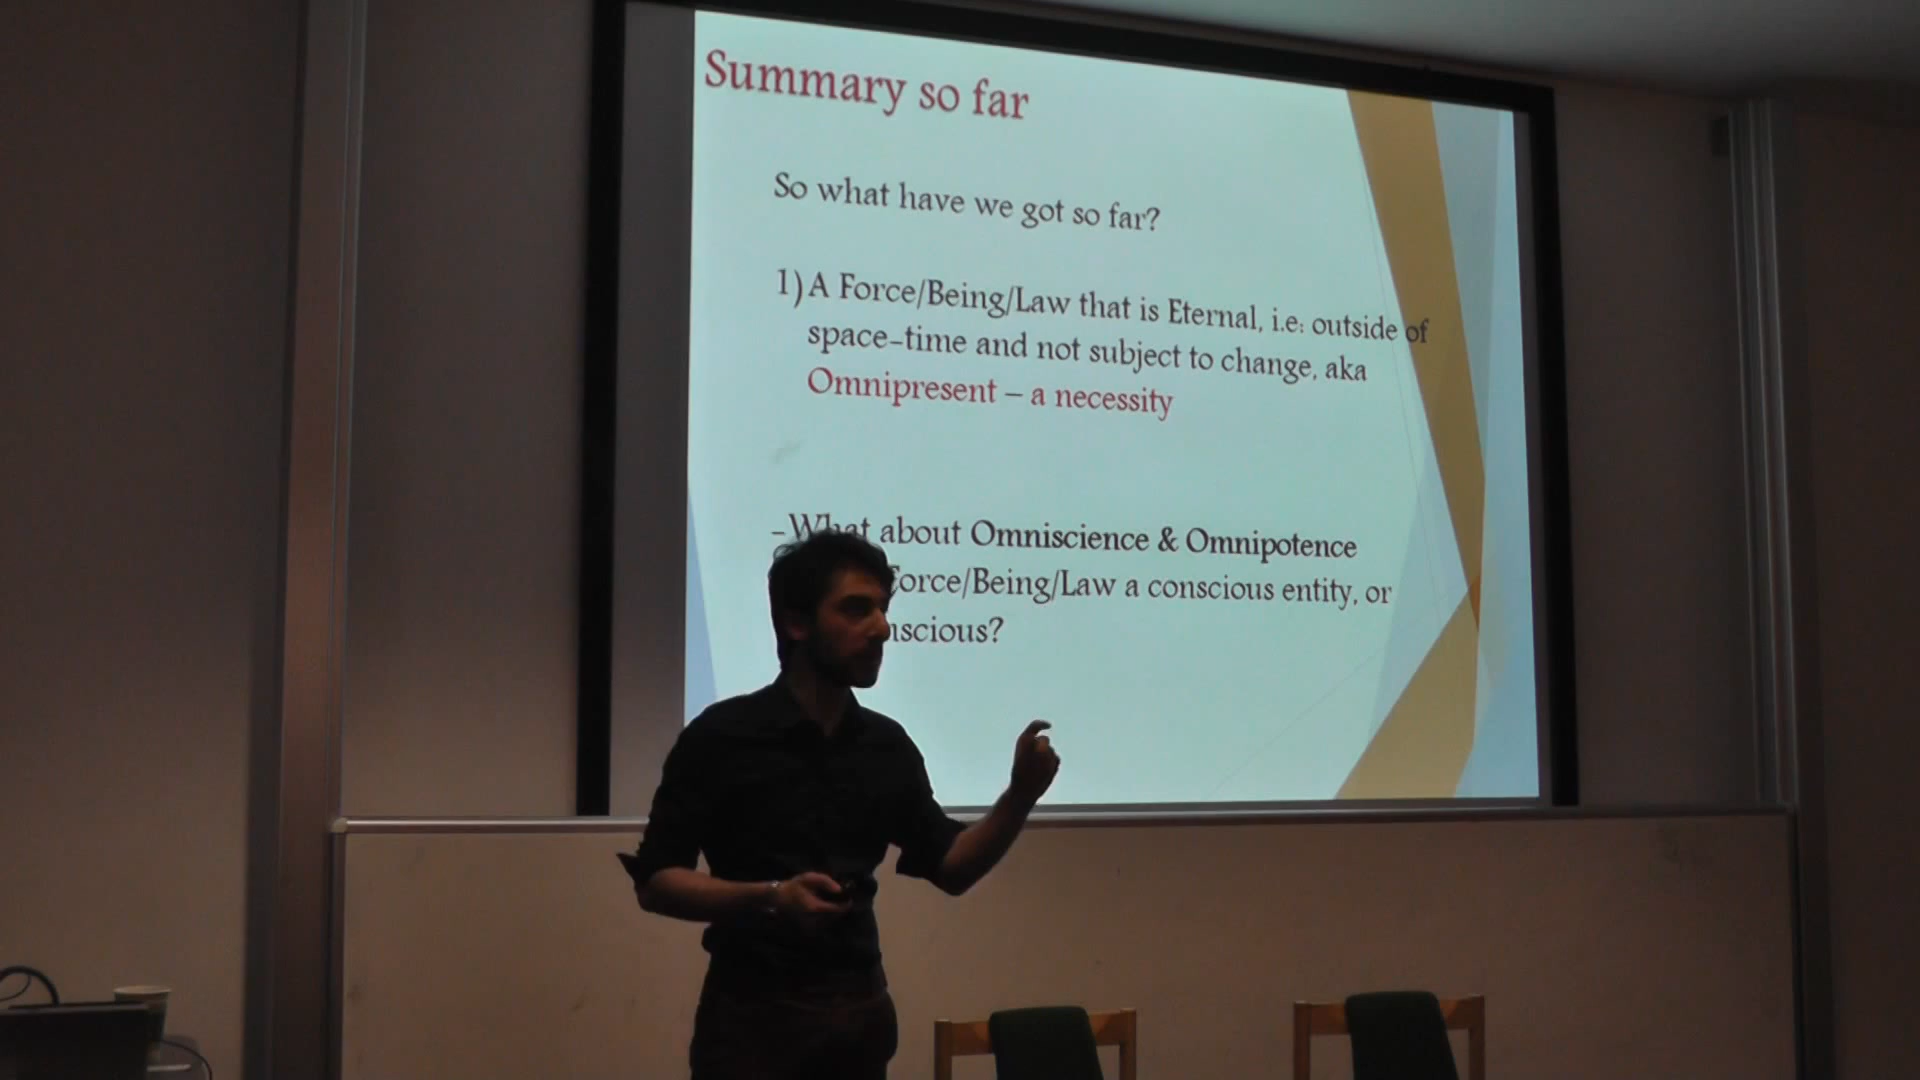 Summary so far
So what have we got so far?
1) A Force/Being/Law that is Eternal, i.e: outside of
space-time and not subject to change, aka
Omnipresent – a necessity
-What about Omniscience & Omnipotence
Force/Being/Law a conscious entity, or